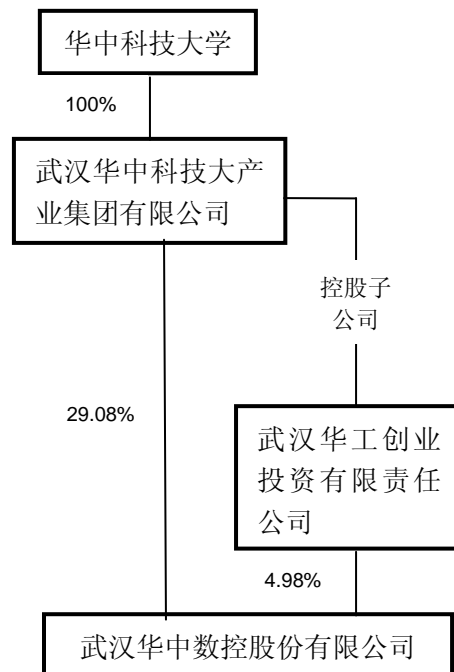 华中科技大学
100%
武汉华中科技大产
业集团有限公司
控股子
公司
29.08%
武汉华工创业
投资有限责任
公司
4.98%
武汉华中数控股份有限公司